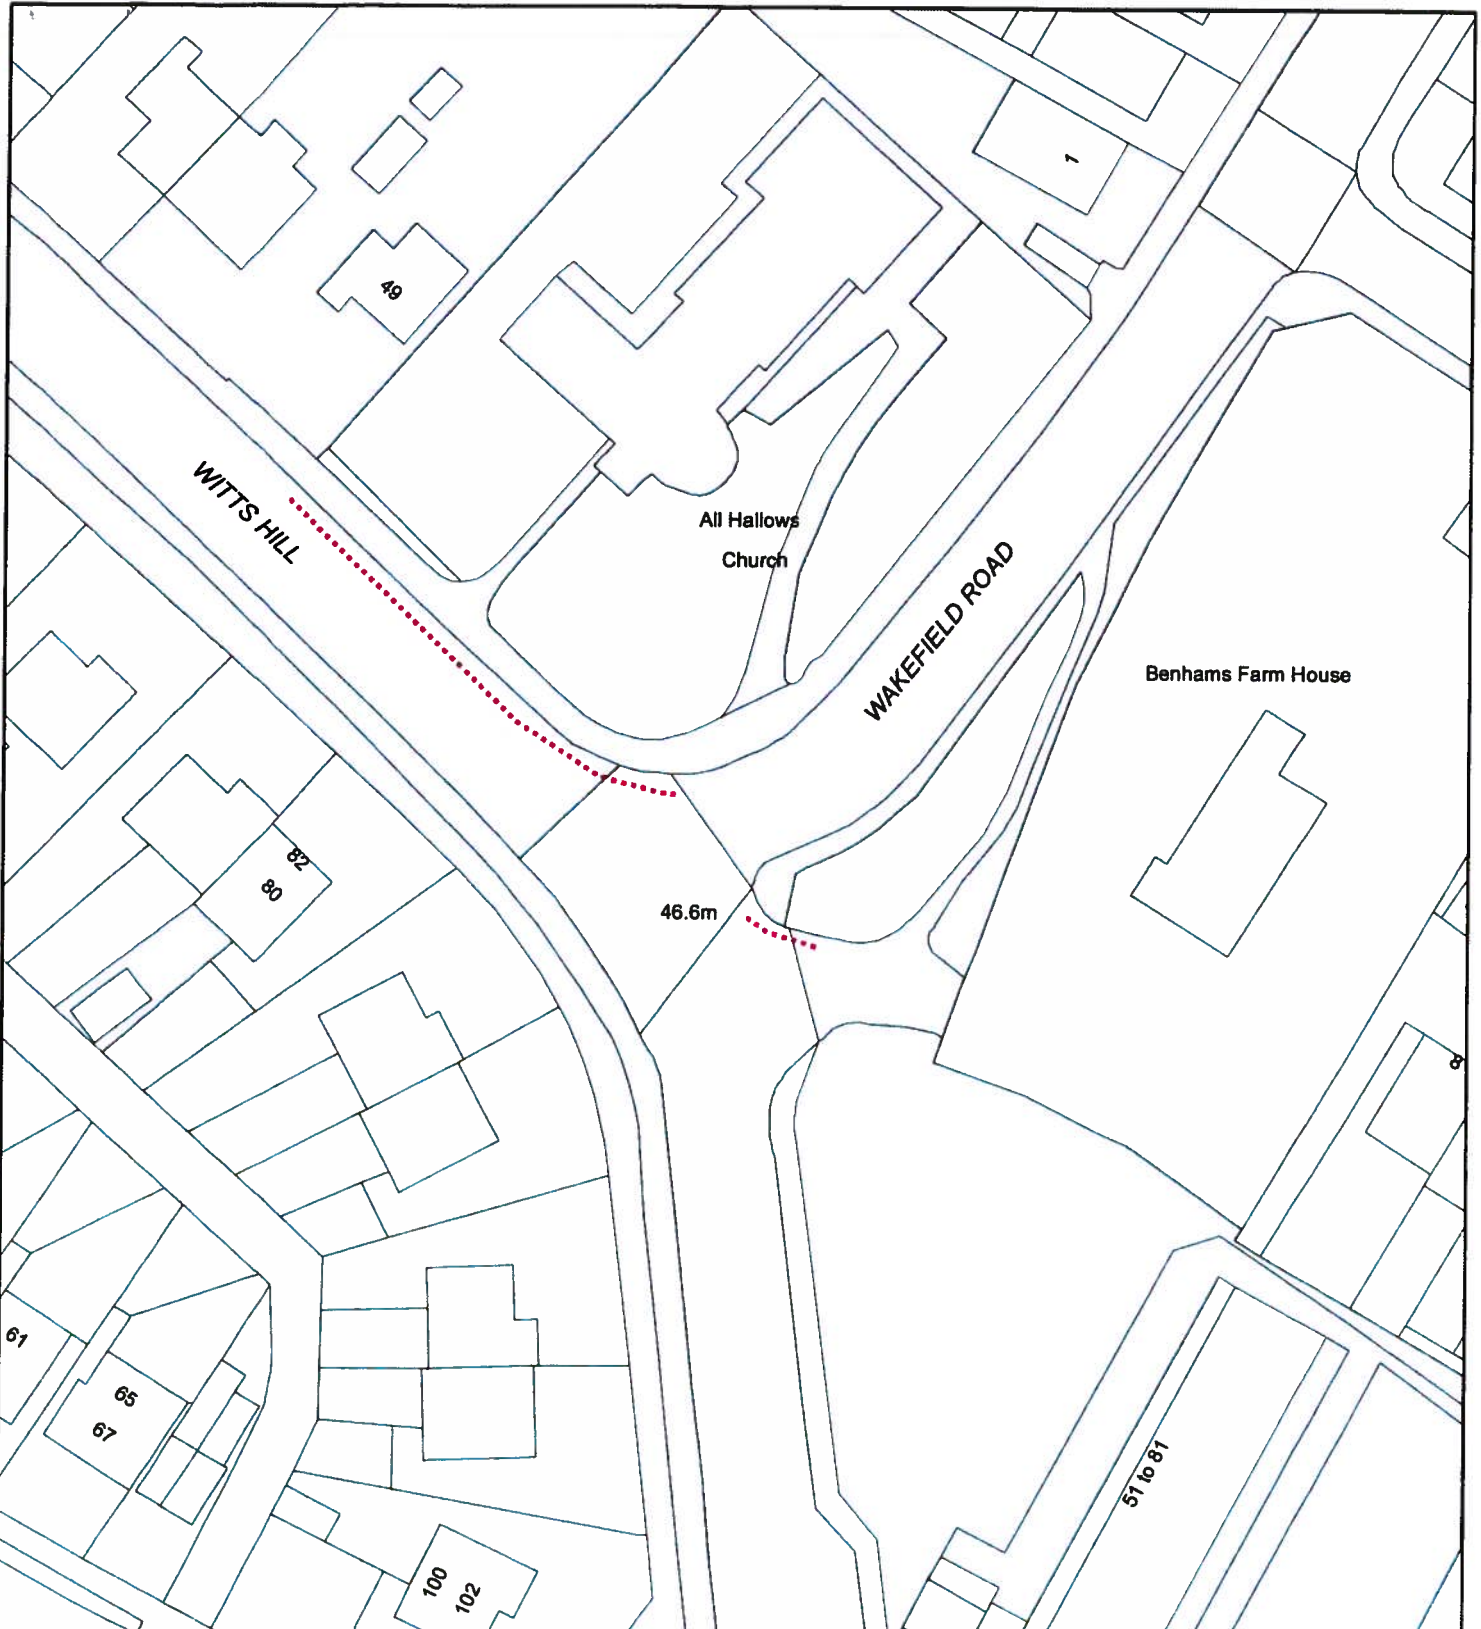 1
49
WITTS HILL
All Hallows
Church
WAKEFIELD ROAD
Benhams Farm House
82
80
46.6m
8
61
65
67
51 to 81
100
102